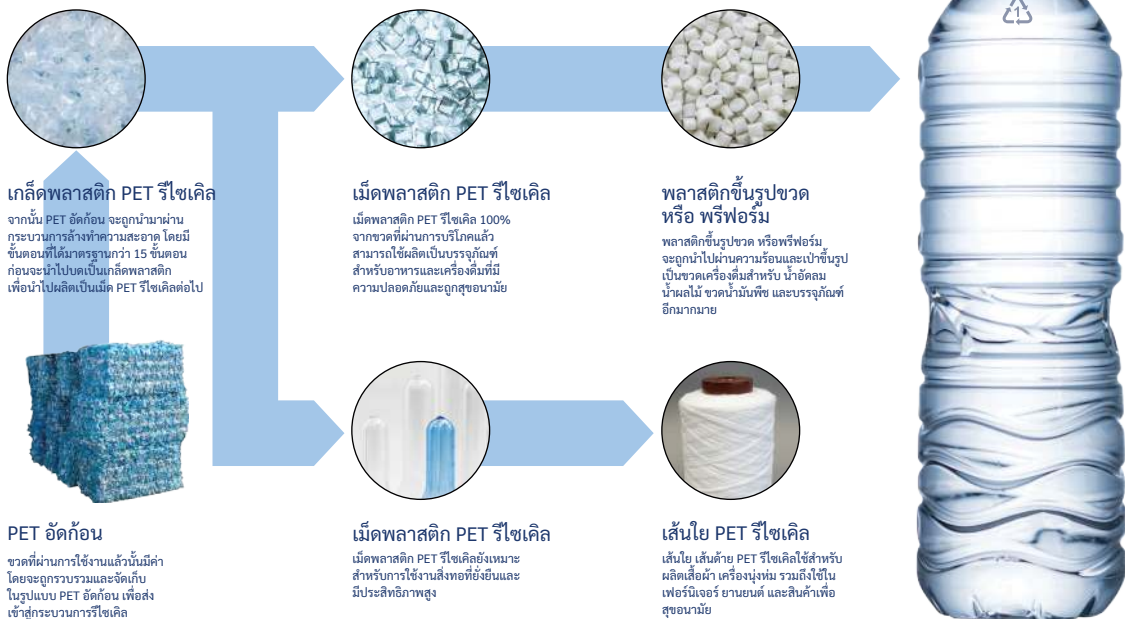 1
เกล็ดพลาสติก PET รีไซเคิล
จากนั้น PET อัดก้อน จะถูกนำมาผ่าน
กระบวนการล้างทำความสะอาด โดยมี
ขั้นตอนที่ได้มาตรฐานกว่า 15 ขั้นตอน
ก่อนจะนำไปบดเป็นเกล็ดพลาสติก
เพื่อนำไปผลิตเป็นเม็ด PET รีไซเคิลต่อไป
เม็ดพลาสติก PET รีไซเคิล
เม็ดพลาสติก PET รีไซเคิล 100%
จากขวดที่ผ่านการบริโภคแล้ว
สามารถใช้ผลิตเป็นบรรจุภัณฑ์
สำหรับอาหารและเครื่องดื่มที่มี
ความปลอดภัยและถูกสุขอนามัย
พลาสติกขึ้นรูปขวด
หรือ พรีฟอร์ม
พลาสติกขึ้นรูปขวด หรือพรีฟอร์ม
จะถูกนำไปผ่านความร้อนและเป่าขึ้นรูป
เป็นขวดเครื่องดื่มสำหรับ น้ำอัดลม
น้ำผลไม้ ขวดน้ำมันพืช และบรรจุภัณฑ์
อีกมากมาย
PET อัดก้อน
ขวดที่ผ่านการใช้งานแล้วนั้นมีค่า
โดยจะถูกรวบรวมและจัดเก็บ
ในรูปแบบ PET อัดก้อน เพื่อส่ง
เข้าสู่กระบวนการรีไซเคิล
เม็ดพลาสติก PET รีไซเคิล
เม็ดพลาสติก PET รีไซเคิลยังเหมาะ
สำหรับการใช้งานสิ่งทอที่ยั่งยืนและ
มีประสิทธิภาพสูง
เส้นใย PET รีไซเคิล
เส้นใย เส้นด้าย PET รีไซเคิลใช้สำหรับ
ผลิตเสื้อผ้า เครื่องนุ่งห่ม รวมถึงใช้ใน
เฟอร์นิเจอร์ ยานยนต์ และสินค้าเพื่อ
สุขอนามัย